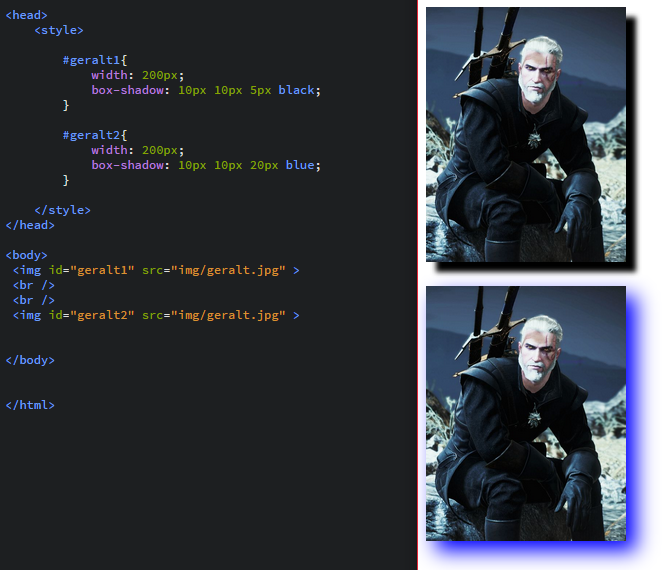 <head>
<style>
#geralt1{
width: 200px;
box-shadow: 10px 10px 5px black;
}
#geralt2{
width: 200px;
box-shadow: 10px 10px 20px blue;
}
</style>
</head>
<body>
<img id="geralt1" src="img/geralt.jpg" >
<br />
<br />
<img id="geralt2" src="img/geralt.jpg" >
</body>
</html>